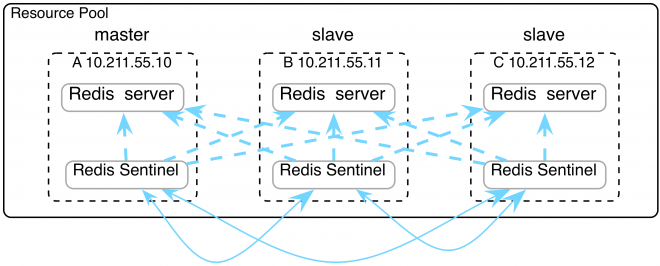 Resource Pool
master
slave
slave
A 10.211.55.10
B 10.211.55.11
C 10.211.55.12
Redis server
Redis server
Redis server
Redis Sentinel
Redis Sentinel
Redis Sentinel